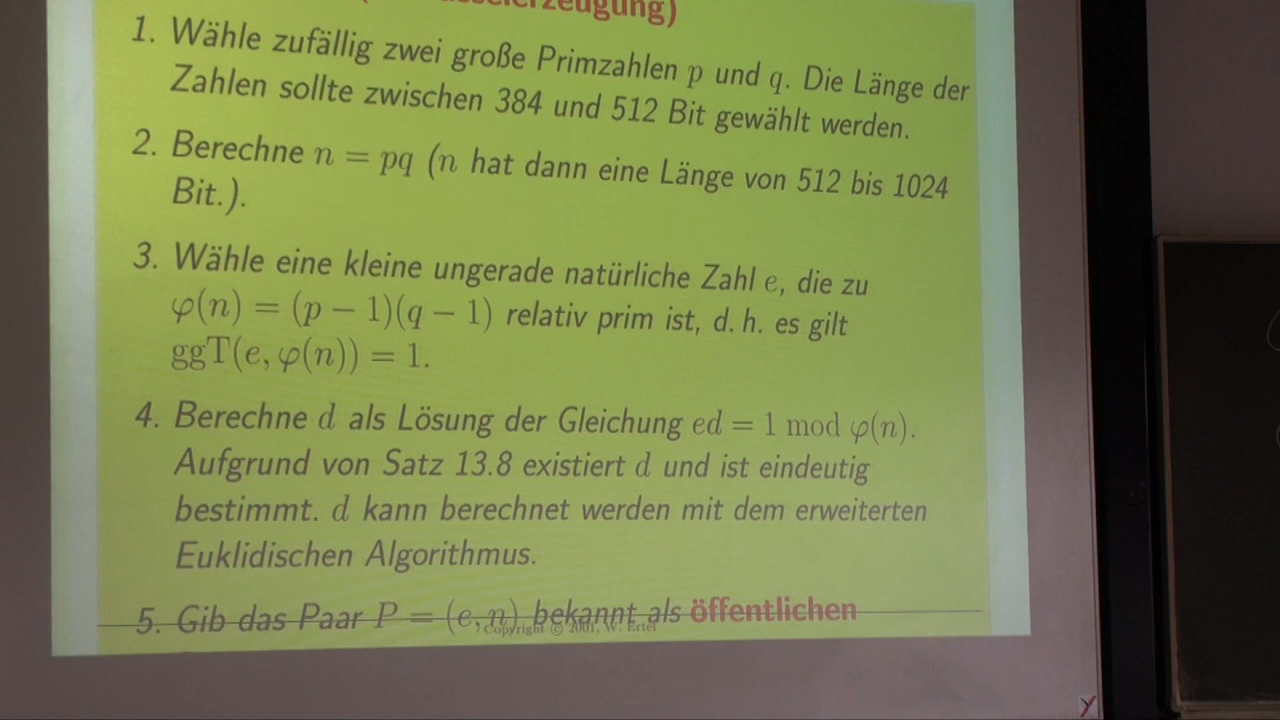 1. Wähle zufällig zwei große Primzahlen p und q. Die Länge der
Zahlen sollte zwischen 384 und 512 Bit gewählt werden.
2. Berechne n = pq (n hat dann eine Länge von 512 bis 1024
Bit.).
3. Wähle eine kleine ungerade natürliche Zahl e, die zu
φ(n) = (p − 1)(q − 1) relativ prim ist, d. h. es gilt
ggT(e, φ(n)) = 1.
4. Berechne d als Lösung der Gleichung ed = 1 mod φ(n).
Aufgrund von Satz 13.8 existiert d und ist eindeutig
bestimmt. d kann berechnet werden mit dem erweiterten
Euklidischen Algorithmus.
5. Gib das Paar P = (e, n) bekannt als öffentlichen
Copyright © 2001, W. Ertel